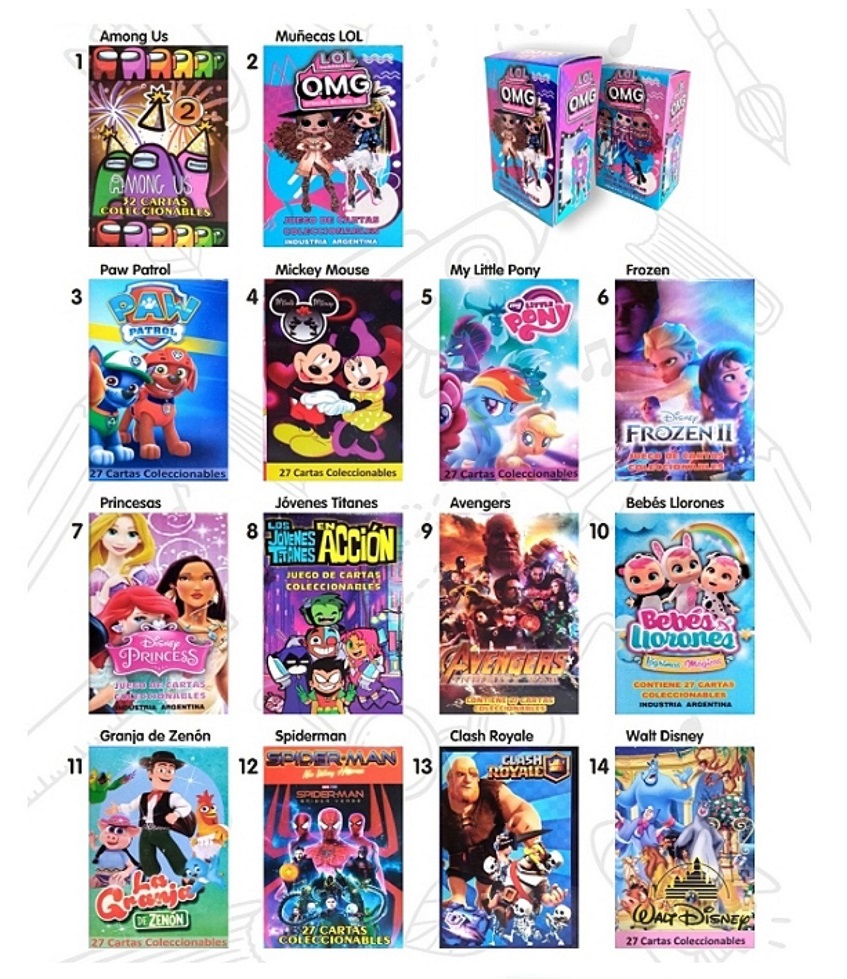 Among Us
1
2
AMONG US
32 CARTAS
COLECCIONABLES
Muñecas LOL
2
LOL
OMG
JUEGO DE CARTAS
COLECCIONABLES
INDUSTRIA ARGENTINA
LOL
OMG
OMG
LOL
OMG
OMG
Paw Patrol
3
PAW
PATROL
27 Cartas Coleccionables
Mickey Mouse
4
27 Cartas Coleccionables
My Little Pony
5
MY LITTLE
PONY
27 Cartas Coleccionables
Frozen
6
Disney
FROZEN II
JUEGO DE CARTAS
COLECCIONABLES
Princesas
7
Disney
PRINCESS
JUEGO DE CARTAS
COLECCIONABLES
INDUSTRIA ARGENTINA
Jóvenes Titanes
8
LOS
JÓVENES
TITANES
EN
ACCIÓN
JUEGO DE CARTAS
COLECCIONABLES
Avengers
9
AVENGERS
CONTIENE 27 CARTAS
COLECCIONABLES
Bebés Llorones
10
Bebés
llorones
Lágrimas Mágicas
CONTIENE 27 CARTAS
COLECCIONABLES
INDUSTRIA ARGENTINA
Granja de Zenón
11
La
Granja
DE ZENÓN
27 Cartas Coleccionables
Spiderman
12
SPIDER-MAN
No Way Home
SPIDER-MAN
27 CARTAS
COLECCIONABLES
Clash Royale
13
CLASH
ROYALE
Walt Disney
14
WALT DISNEY
27 Cartas Coleccionables